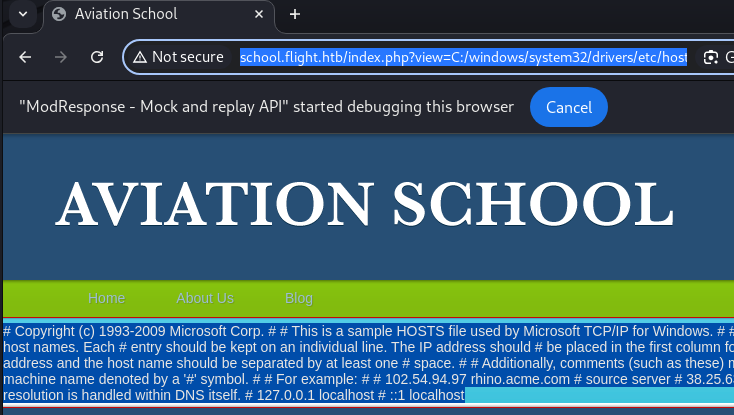 Aviation School
Not secure school.flight.htb/index.php?view=C:/windows/system32/drivers/etc/host
"ModResponse - Mock and replay API" started debugging this browser Cancel
AVIATION SCHOOL
Home About Us Blog
# Copyright (c) 1993-2009 Microsoft Corp. # # This is a sample HOSTS file used by Microsoft TCP/IP for Windows. # #
host names. Each # entry should be kept on an individual line. The IP address should # be placed in the first column
address and the host name should be separated by at least one # space. # # Additionally, comments (such as these)
machine name denoted by a '#' symbol. # # For example: # # 102.54.94.97 rhino.acme.com # source server # 38.25.6
resolution is handled within DNS itself. # 127.0.0.1 localhost # ::1 localhost